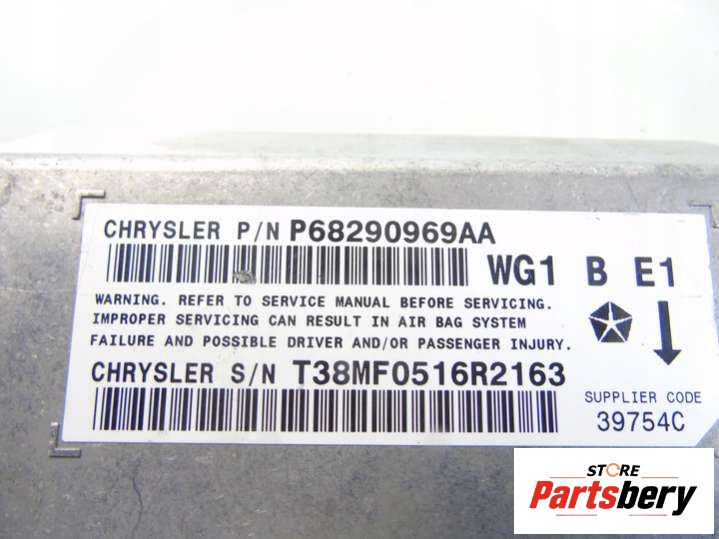 CHRYSLER P/N P68290969AA
WG1 B E1
WARNING. REFER TO SERVICE MANUAL BEFORE SERVICING.
IMPROPER SERVICING CAN RESULT IN AIR BAG SYSTEM
FAILURE AND POSSIBLE DRIVER AND/OR PASSENGER INJURY.
CHRYSLER S/N T38MF0516R2163
SUPPLIER CODE
39754C
STORE
Partsbery